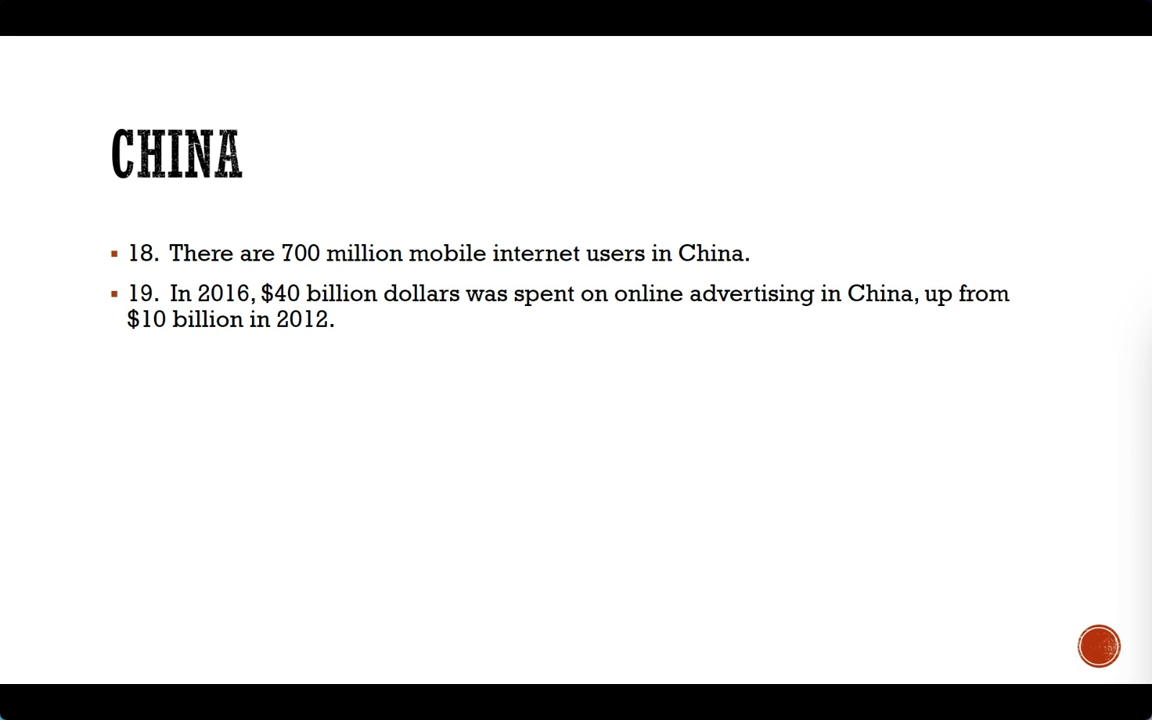 CHINA
18. There are 700 million mobile internet users in China.
19. In 2016, $40 billion dollars was spent on online advertising in China, up from
$10 billion in 2012.